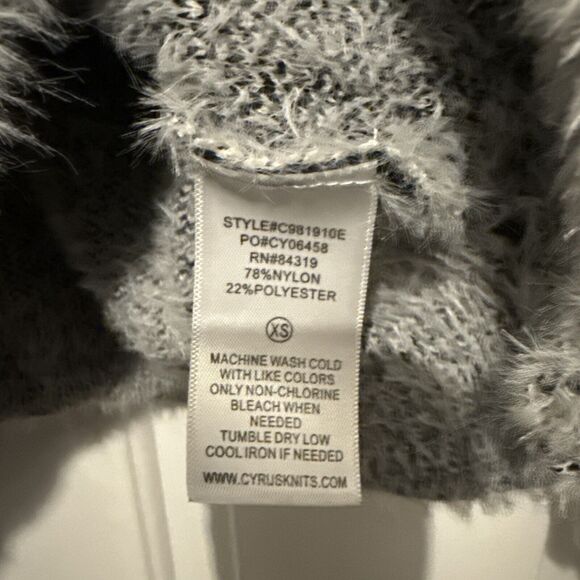 STYLE#C981910E
PO#CY06458
RN#84319
78%NYLON
22%POLYESTER
XS
MACHINE WASH COLD
WITH LIKE COLORS
ONLY NON-CHLORINE
BLEACH WHEN
NEEDED
TUMBLE DRY LOW
COOL IRON IF NEEDED
WWW.CYRUSKNITS.COM